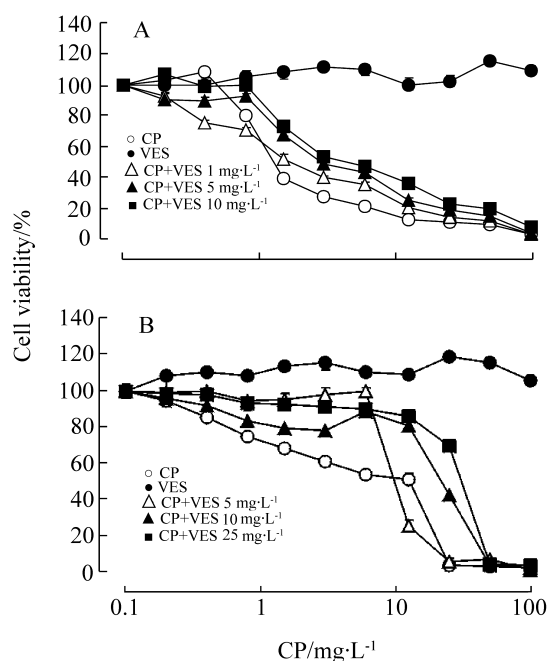 A
140
120
100
80
60
40
20
0
CP
VES
CP+VES 1 mg·L-1
CP+VES 5 mg·L-1
CP+VES 10 mg·L-1
Cell viability/%
B
140
120
100
80
60
40
20
0
CP
VES
CP+VES 5 mg·L-1
CP+VES 10 mg·L-1
CP+VES 25 mg·L-1
0.1 1 10 100
CP/mg·L-1